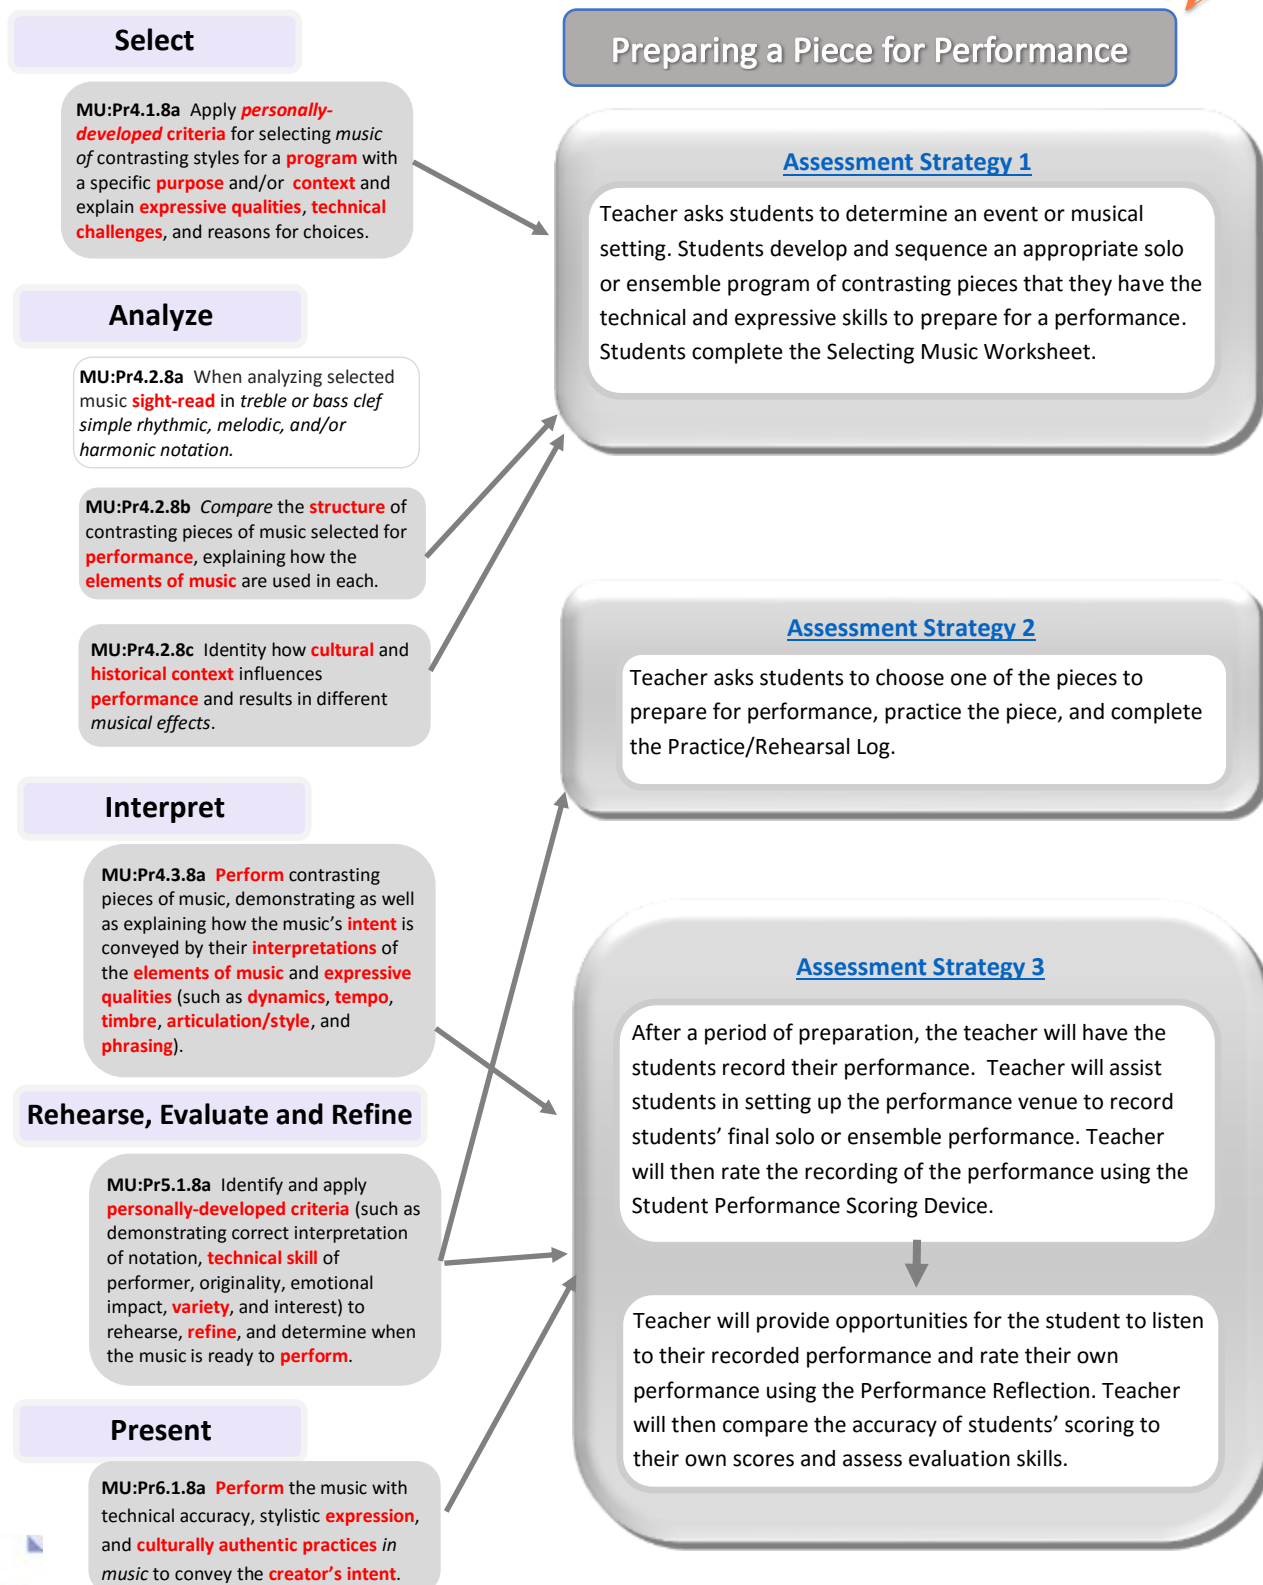 Select
MU:Pr4.1.8a Apply personally-
developed criteria for selecting music
of contrasting styles for a program with
a specific purpose and/or context and
explain expressive qualities, technical
challenges, and reasons for choices.
Analyze
MU:Pr4.2.8a When analyzing selected
music sight-read in treble or bass clef
simple rhythmic, melodic, and/or
harmonic notation.
MU:Pr4.2.8b Compare the structure of
contrasting pieces of music selected for
performance, explaining how the
elements of music are used in each.
MU:Pr4.2.8c Identity how cultural and
historical context influences
performance and results in different
musical effects.
Interpret
MU:Pr4.3.8a Perform contrasting
pieces of music, demonstrating as well
as explaining how the music’s intent is
conveyed by their interpretations of
the elements of music and expressive
qualities (such as dynamics, tempo,
timbre, articulation/style, and
phrasing).
Rehearse, Evaluate and Refine
MU:Pr5.1.8a Identify and apply
personally-developed criteria (such as
demonstrating correct interpretation
of notation, technical skill of
performer, originality, emotional
impact, variety, and interest) to
rehearse, refine, and determine when
the music is ready to perform.
Present
MU:Pr6.1.8a Perform the music with
technical accuracy, stylistic expression,
and culturally authentic practices in
music to convey the creator’s intent.
Preparing a Piece for Performance
Assessment Strategy 1
Teacher asks students to determine an event or musical
setting. Students develop and sequence an appropriate solo
or ensemble program of contrasting pieces that they have the
technical and expressive skills to prepare for a performance.
Students complete the Selecting Music Worksheet.
Assessment Strategy 2
Teacher asks students to choose one of the pieces to
prepare for performance, practice the piece, and complete
the Practice/Rehearsal Log.
Assessment Strategy 3
After a period of preparation, the teacher will have the
students record their performance. Teacher will assist
students in setting up the performance venue to record
students’ final solo or ensemble performance. Teacher
will then rate the recording of the performance using the
Student Performance Scoring Device.
Teacher will provide opportunities for the student to listen
to their recorded performance and rate their own
performance using the Performance Reflection. Teacher
will then compare the accuracy of students’ scoring to
their own scores and assess evaluation skills.